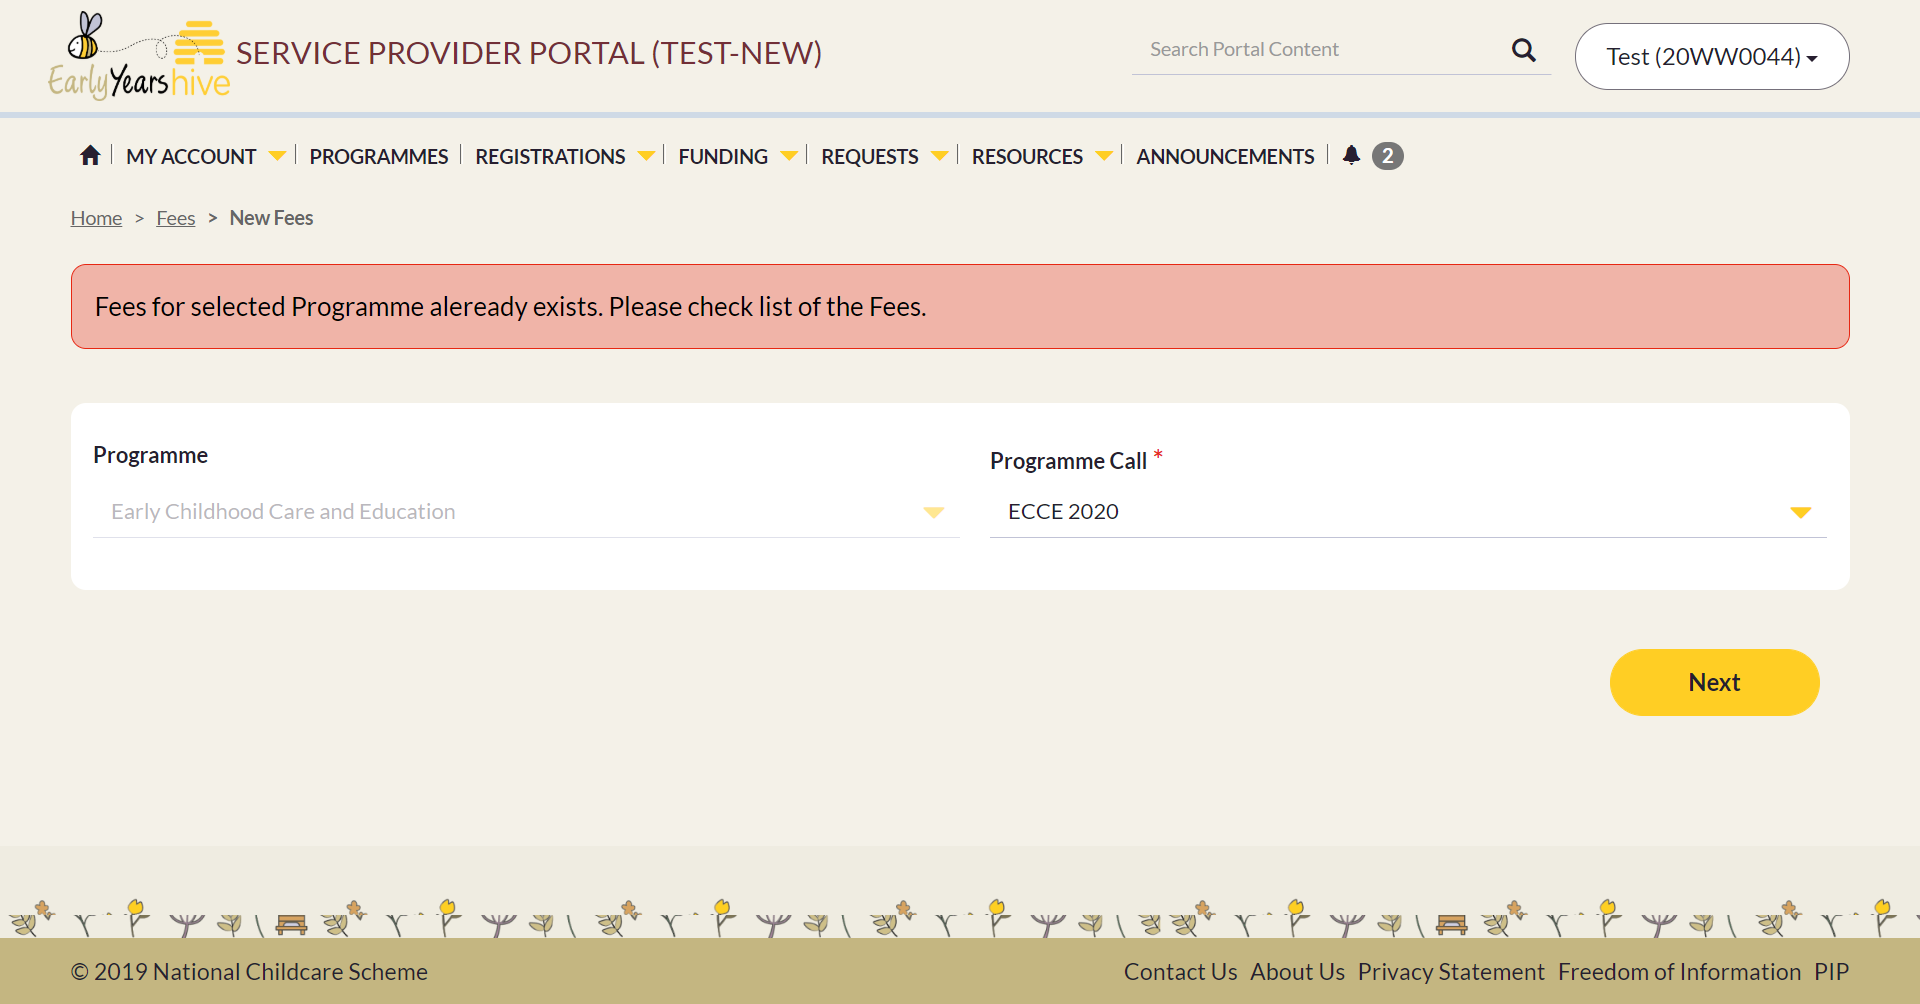 Early Years hive
SERVICE PROVIDER PORTAL (TEST-NEW)
Search Portal Content
Test (20WW0044)
MY ACCOUNT PROGRAMMES REGISTRATIONS FUNDING REQUESTS RESOURCES ANNOUNCEMENTS 2
Home > Fees > New Fees
Fees for selected Programme aleready exists. Please check list of the Fees.
Programme
Early Childhood Care and Education
Programme Call *
ECCE 2020
Next
© 2019 National Childcare Scheme
Contact Us About Us Privacy Statement Freedom of Information PIP